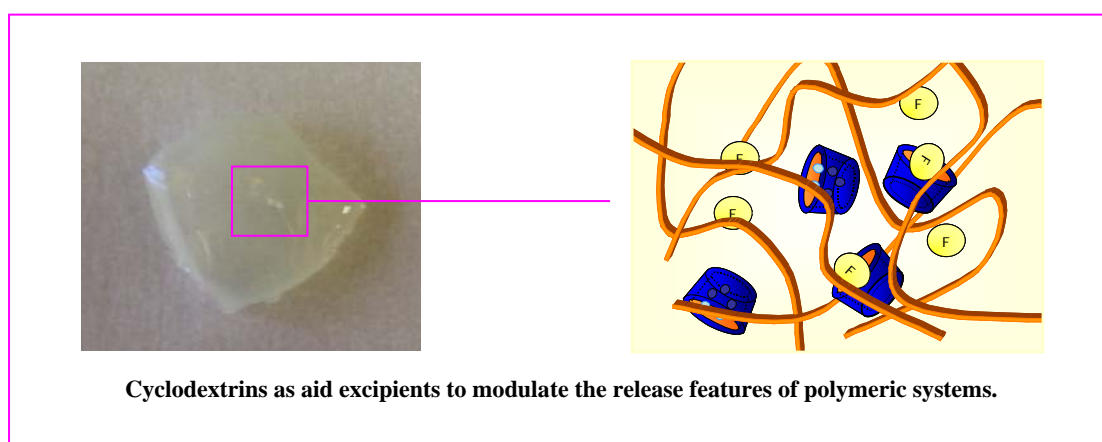 F
F
F
F
F
F
Cyclodextrins as aid excipients to modulate the release features of polymeric systems.